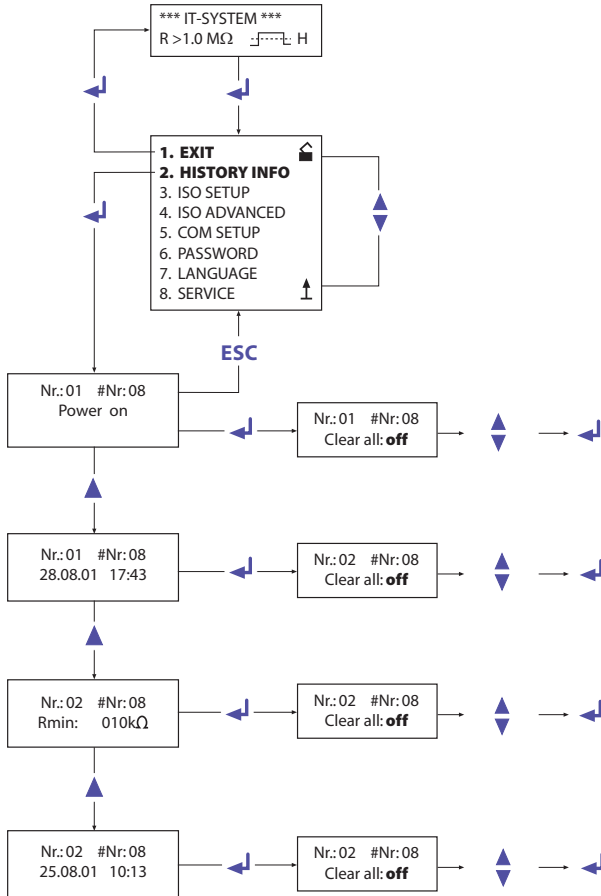 *** IT-SYSTEM ***
R >1.0 MΩ H
1. EXIT
2. HISTORY INFO
3. ISO SETUP
4. ISO ADVANCED
5. COM SETUP
6. PASSWORD
7. LANGUAGE
8. SERVICE
ESC
Nr.: 01 #Nr: 08
Power on
Nr.: 01 #Nr: 08
Clear all: off
Nr.: 01 #Nr: 08
28.08.01 17:43
Nr.: 02 #Nr: 08
Clear all: off
Nr.: 02 #Nr: 08
Rmin: 010kΩ
Nr.: 02 #Nr: 08
Clear all: off
Nr.: 02 #Nr: 08
25.08.01 10:13
Nr.: 02 #Nr: 08
Clear all: off